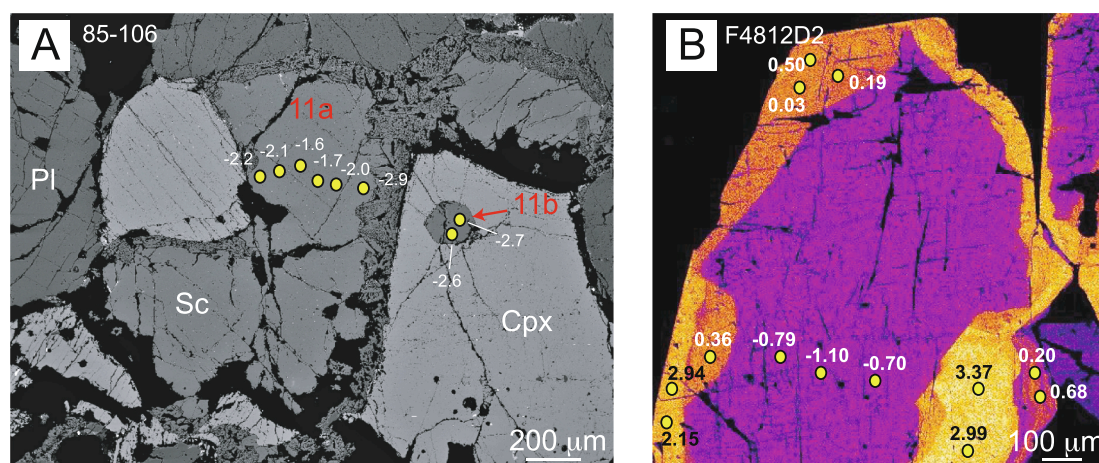 A 85-106
11a
-2.2 -2.1 -1.6 -1.7 -2.0 -2.9
Pl
11b
-2.7
-2.6
Sc
Cpx
200 μm
B F4812D2
0.50
0.19
0.03
0.36 -0.79 -1.10 -0.70
2.94
2.15
3.37
2.99
0.20
0.68
100 μm